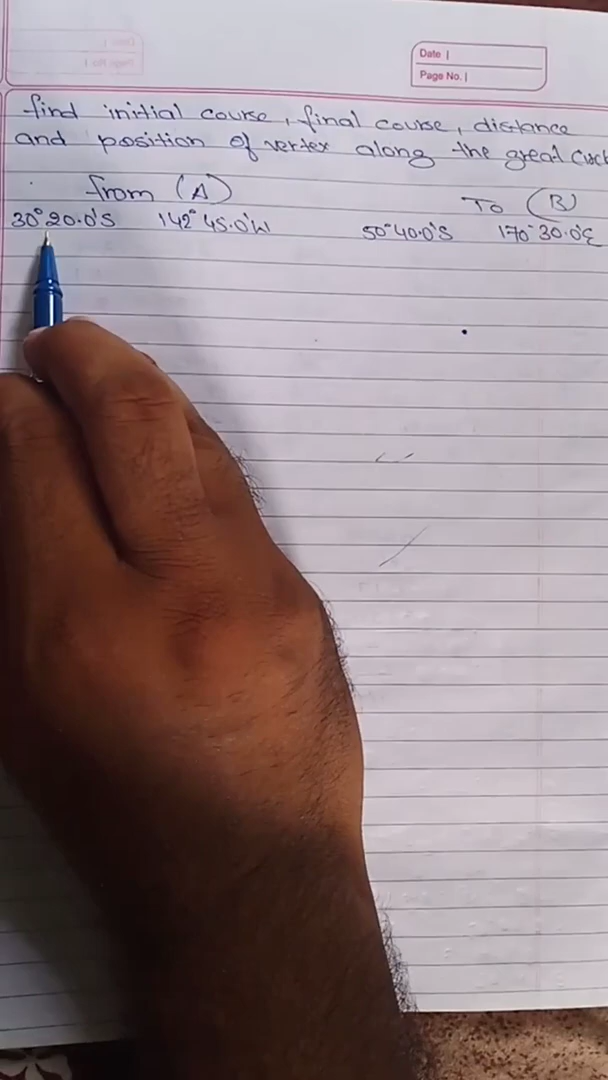 Date |
Page No. |
find initial course, final course, distance
and position of vertex along the great
from (A) To (B)
30°20.0'S 142°45.0'W 50°40.0'S 170°30.0'E